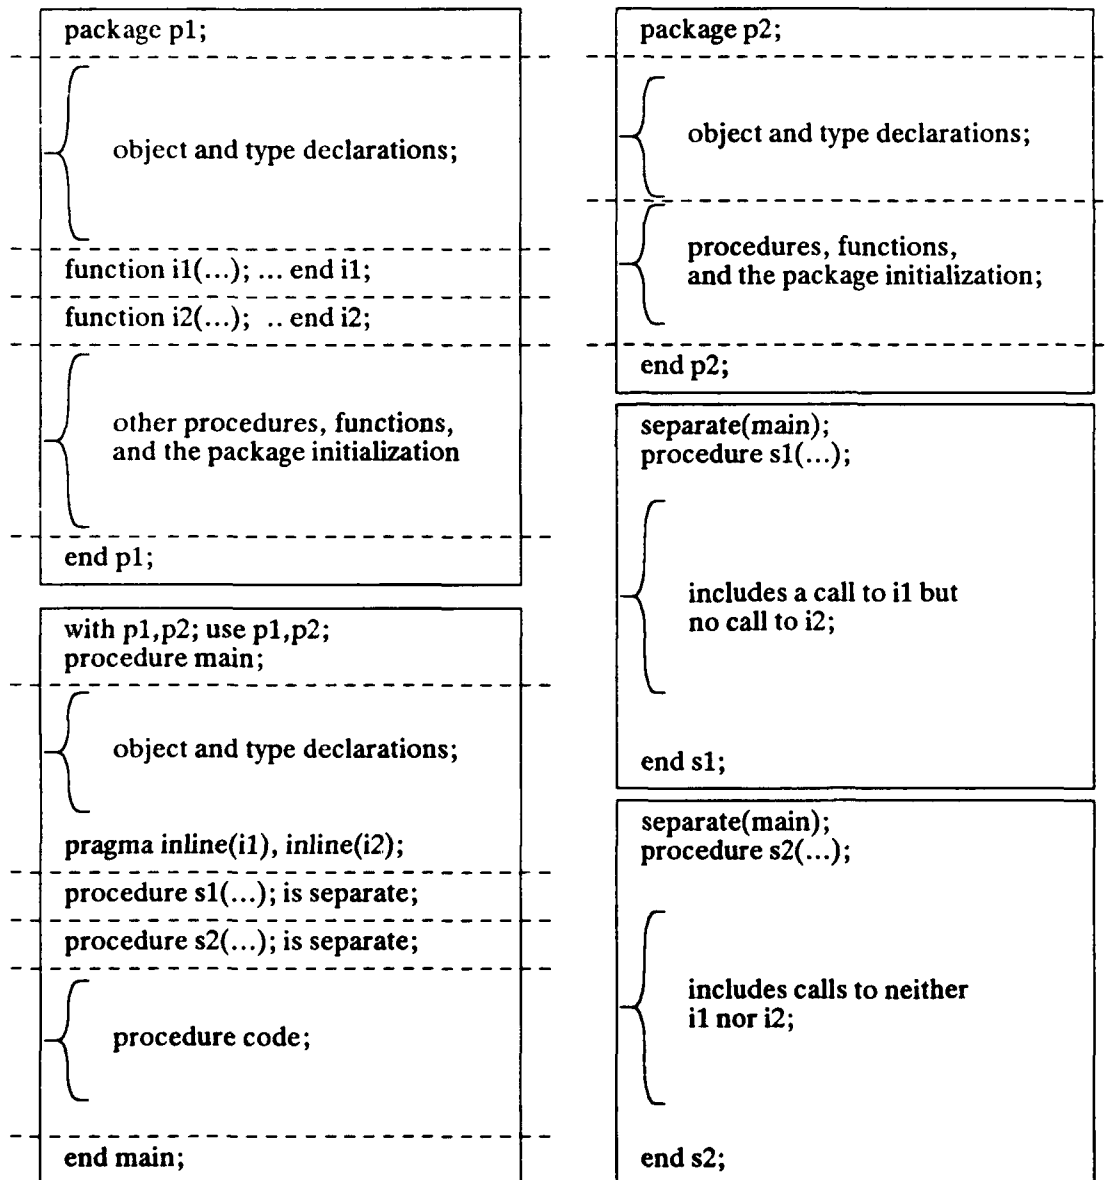 package p1;
object and type declarations;
function i1(...); ... end i1;
function i2(...); .. end i2;
other procedures, functions,
and the package initialization
end p1;
with p1,p2; use p1,p2;
procedure main;
object and type declarations;
pragma inline(i1), inline(i2);
procedure s1(...); is separate;
procedure s2(...); is separate;
procedure code;
end main;
package p2;
object and type declarations;
procedures, functions,
and the package initialization;
end p2;
separate(main);
procedure s1(...);
includes a call to i1 but
no call to i2;
end s1;
separate(main);
procedure s2(...);
includes calls to neither
i1 nor i2;
end s2;